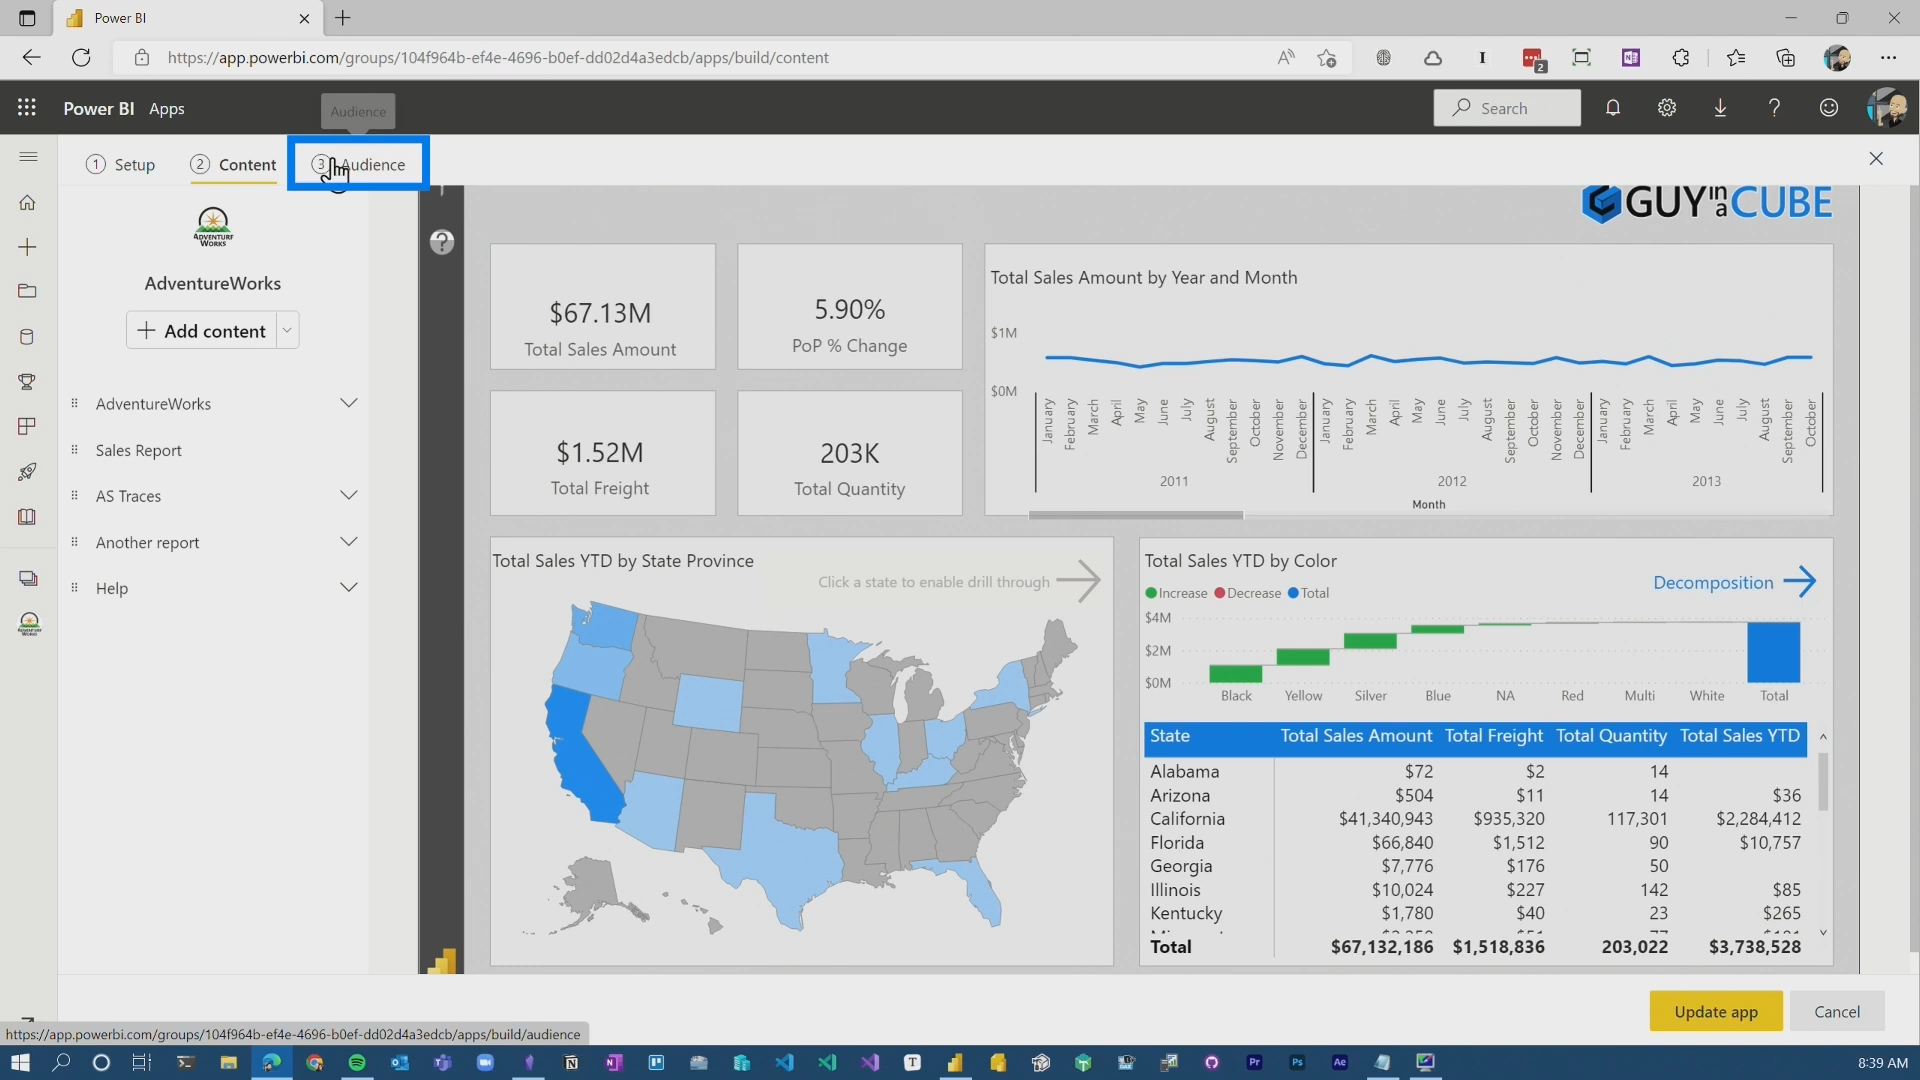 Power BI
https://app.powerbi.com/groups/104f964b-ef4e-4696-b0ef-dd02d4a3edcb/apps/build/content
2
Power BI Apps
Audience
Search
1 Setup
2 Content
3 Audience
ADVENTURE
WORKS
AdventureWorks
Add content
AdventureWorks
Sales Report
AS Traces
Another report
Help
GUY in a CUBE
$67.13M
Total Sales Amount
5.90%
PoP % Change
$1.52M
Total Freight
203K
Total Quantity
Total Sales Amount by Year and Month
$1M
$0M
January February March April May June July August September October November December January February March April May June July August September October November December January February March April May June July August September October
2011 2012 2013
Month
Total Sales YTD by State Province
Click a state to enable drill through
Total Sales YTD by Color
Increase Decrease Total
Decomposition
$4M
$2M
$0M
Black Yellow Silver Blue NA Red Multi White Total
State Total Sales Amount Total Freight Total Quantity Total Sales YTD
Alabama $72 $2 14
Arizona $504 $11 14 $36
California $41,340,943 $935,320 117,301 $2,284,412
Florida $66,840 $1,512 90 $10,757
Georgia $7,776 $176 50
Illinois $10,024 $227 142 $85
Kentucky $1,780 $40 23 $265
Total $67,132,186 $1,518,836 203,022 $3,738,528
Update app
Cancel
https://app.powerbi.com/groups/104f964b-ef4e-4696-b0ef-dd02d4a3edcb/apps/build/audience
8:39 AM